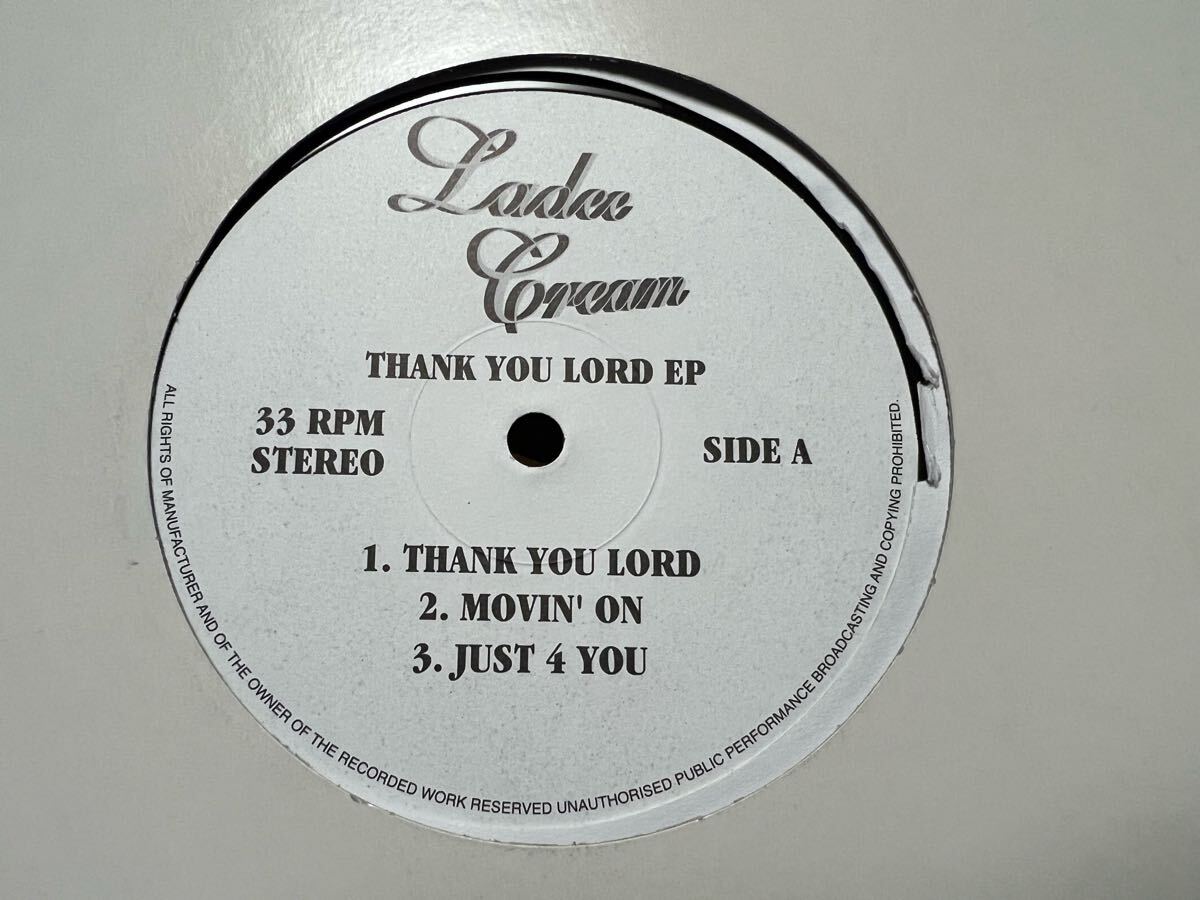 Ladee
Cream
THANK YOU LORD EP
33 RPM
STEREO
SIDE A
1. THANK YOU LORD
2. MOVIN' ON
3. JUST 4 YOU
ALL RIGHTS OF MANUFACTURER AND OF THE OWNER OF THE RECORDED WORK RESERVED UNAUTHORISED PUBLIC PERFORMANCE BROADCASTING AND COPYING PROHIBITED.